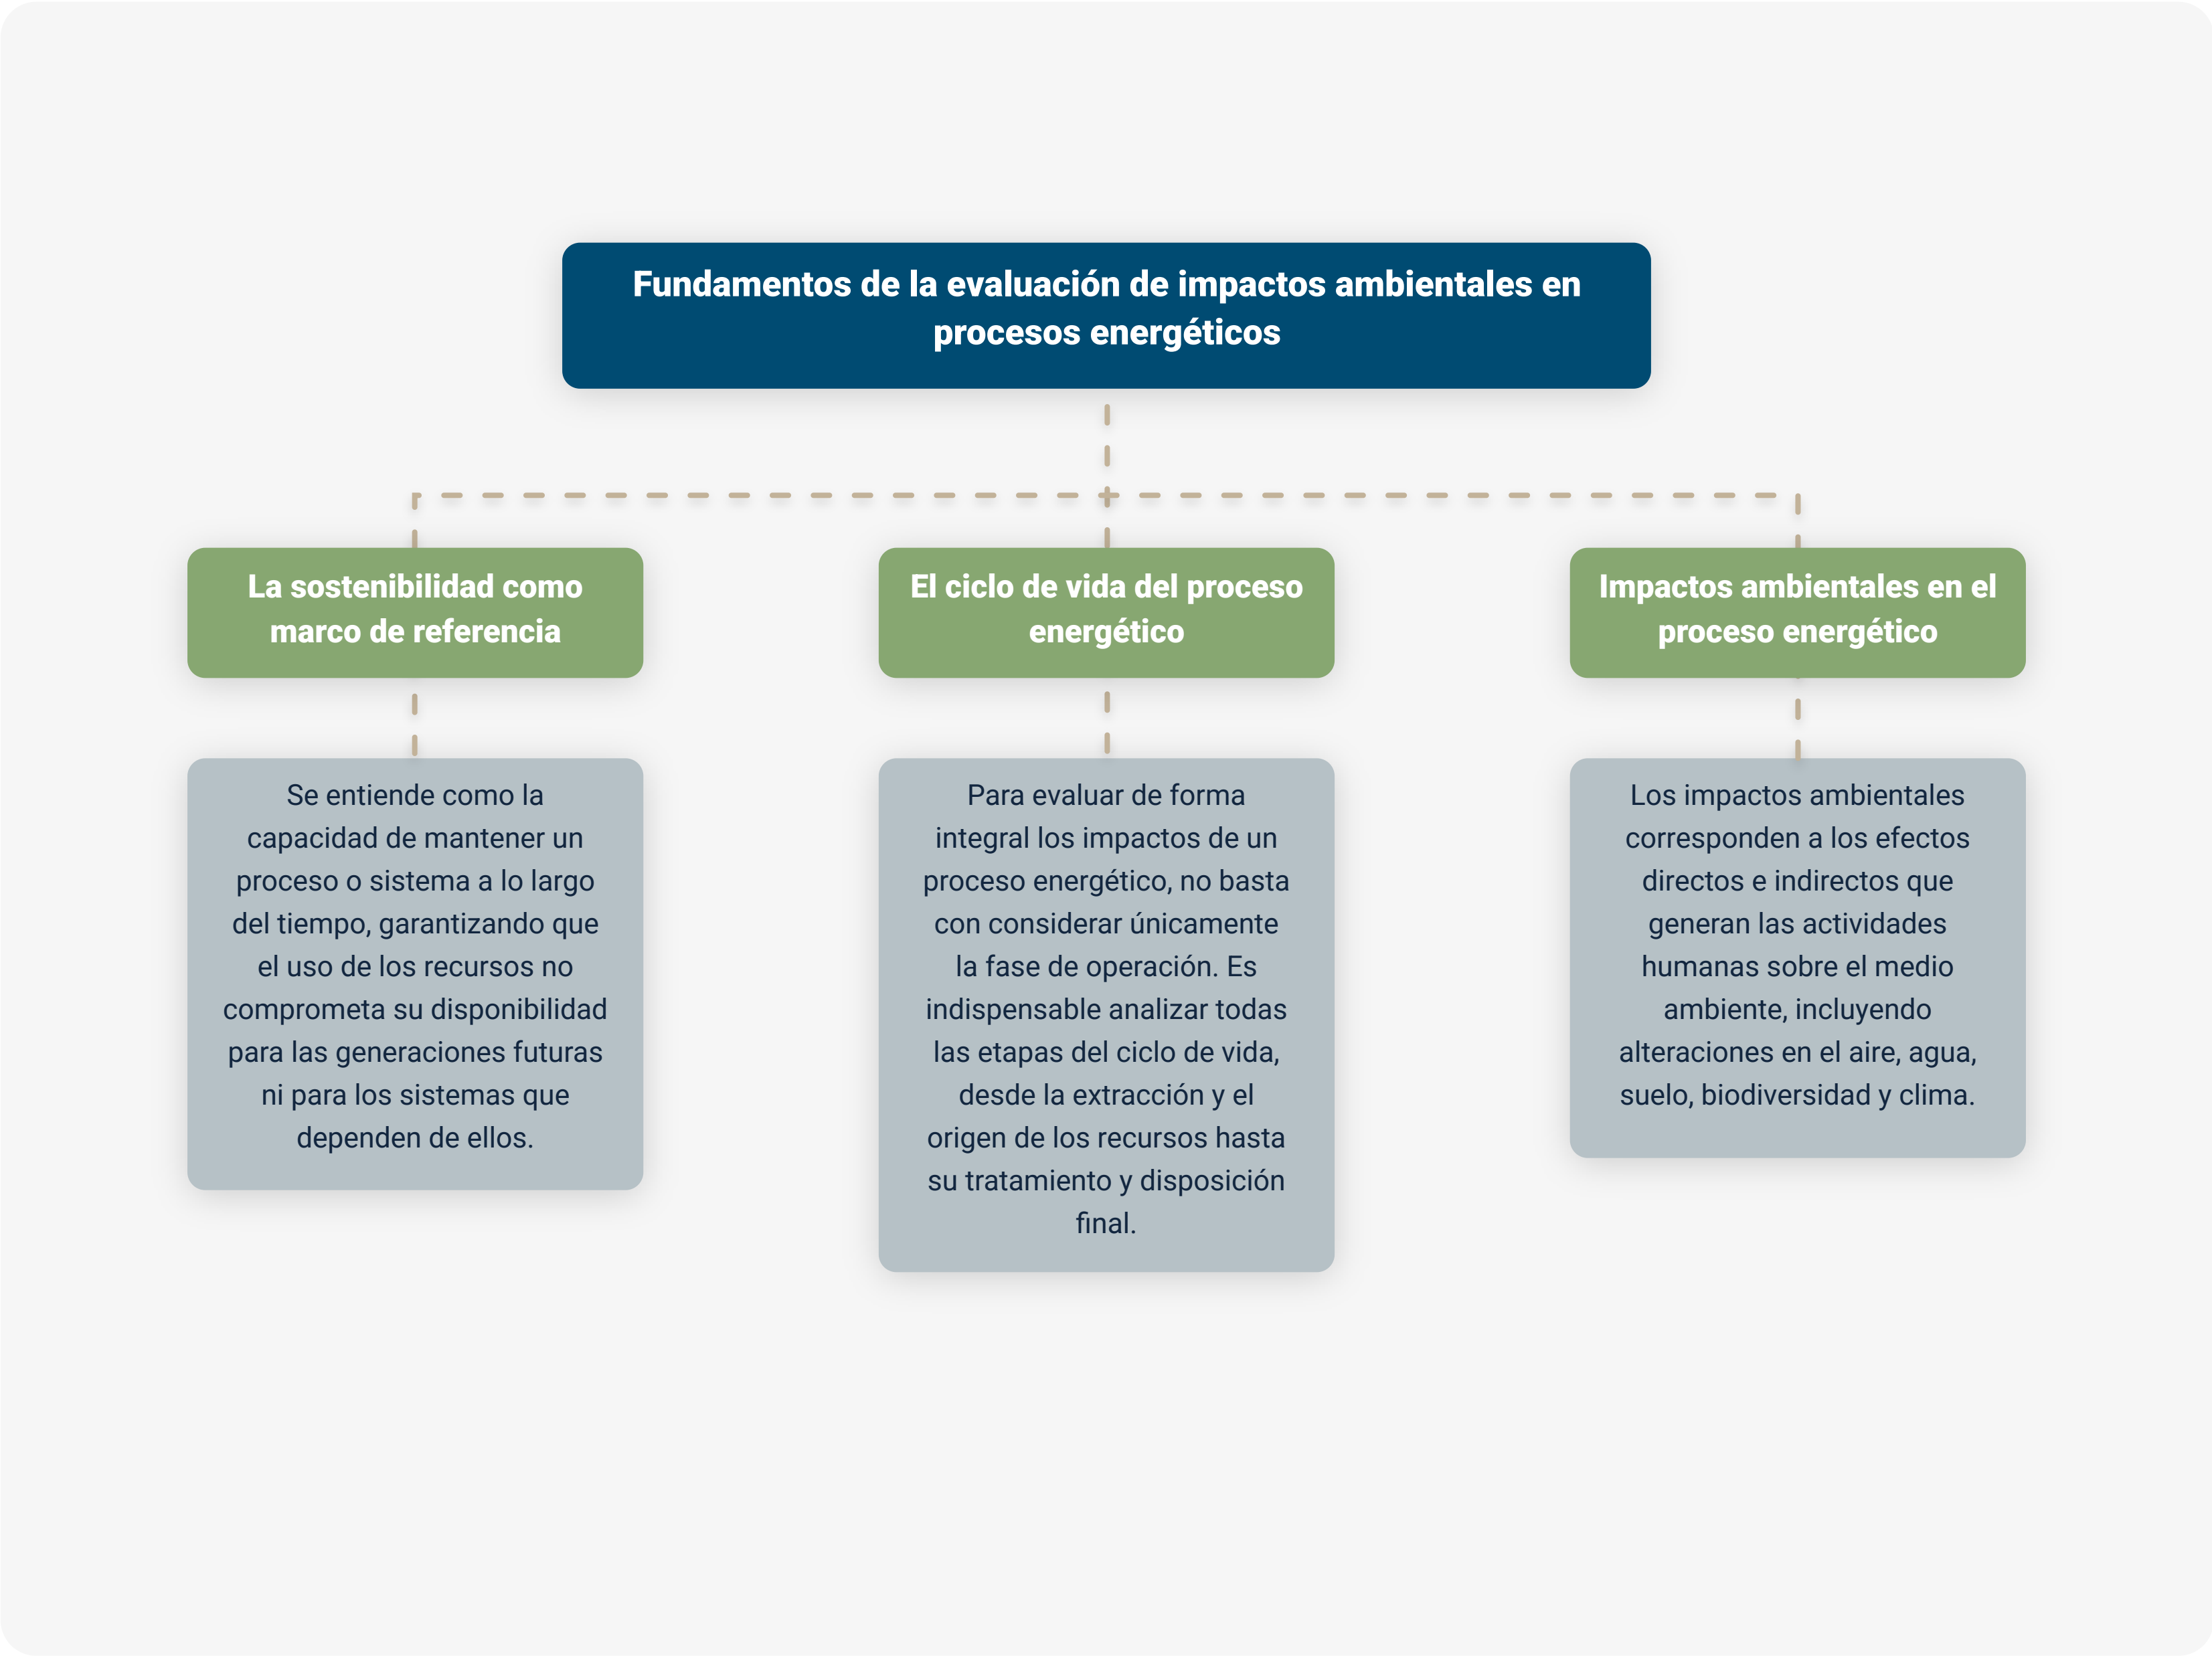 Fundamentos de la evaluación de impactos ambientales en
procesos energéticos
La sostenibilidad como
marco de referencia
Se entiende como la
capacidad de mantener un
proceso o sistema a lo largo
del tiempo, garantizando que
el uso de los recursos no
comprometa su disponibilidad
para las generaciones futuras
ni para los sistemas que
dependen de ellos.
El ciclo de vida del proceso
energético
Para evaluar de forma
integral los impactos de un
proceso energético, no basta
con considerar únicamente
la fase de operación. Es
indispensable analizar todas
las etapas del ciclo de vida,
desde la extracción y el
origen de los recursos hasta
su tratamiento y disposición
final.
Impactos ambientales en el
proceso energético
Los impactos ambientales
corresponden a los efectos
directos e indirectos que
generan las actividades
humanas sobre el medio
ambiente, incluyendo
alteraciones en el aire, agua,
suelo, biodiversidad y clima.